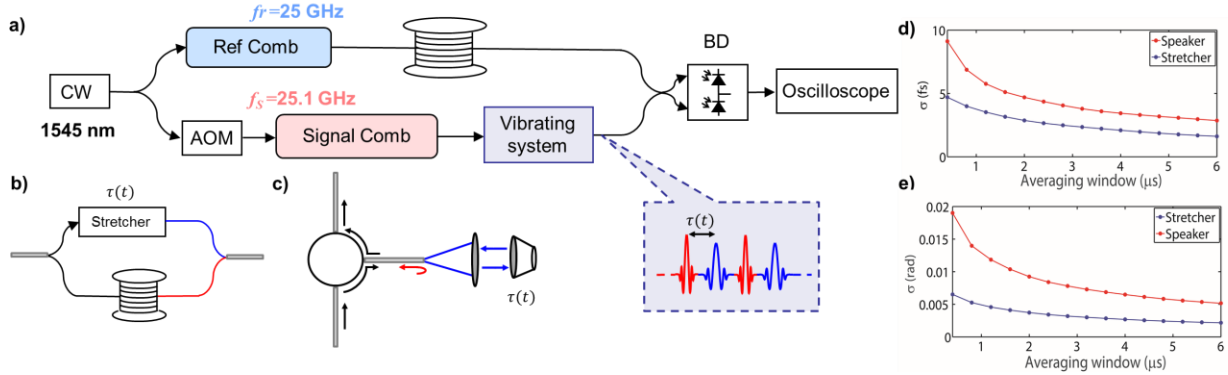 a)
fr=25 GHz
Ref Comb
CW
1545 nm
fs=25.1 GHz
AOM
Signal Comb
Vibrating
system
BD
Oscilloscope
τ(t)
b)
τ(t)
Stretcher
c)
τ(t)
d)
10
5
0
σ (fs)
Speaker
Stretcher
1 2 3 4 5 6
Averaging window (μs)
e)
0.02
0.015
0.01
0.005
0
σ (rad)
Stretcher
Speaker
1 2 3 4 5 6
Averaging window (μs)